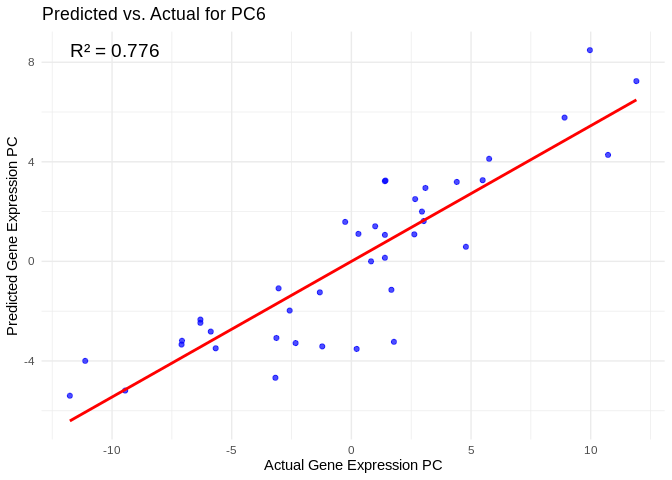 Predicted vs. Actual for PC6
R² = 0.776
Predicted Gene Expression PC
8
4
0
-4
-10
-5
0
5
10
Actual Gene Expression PC